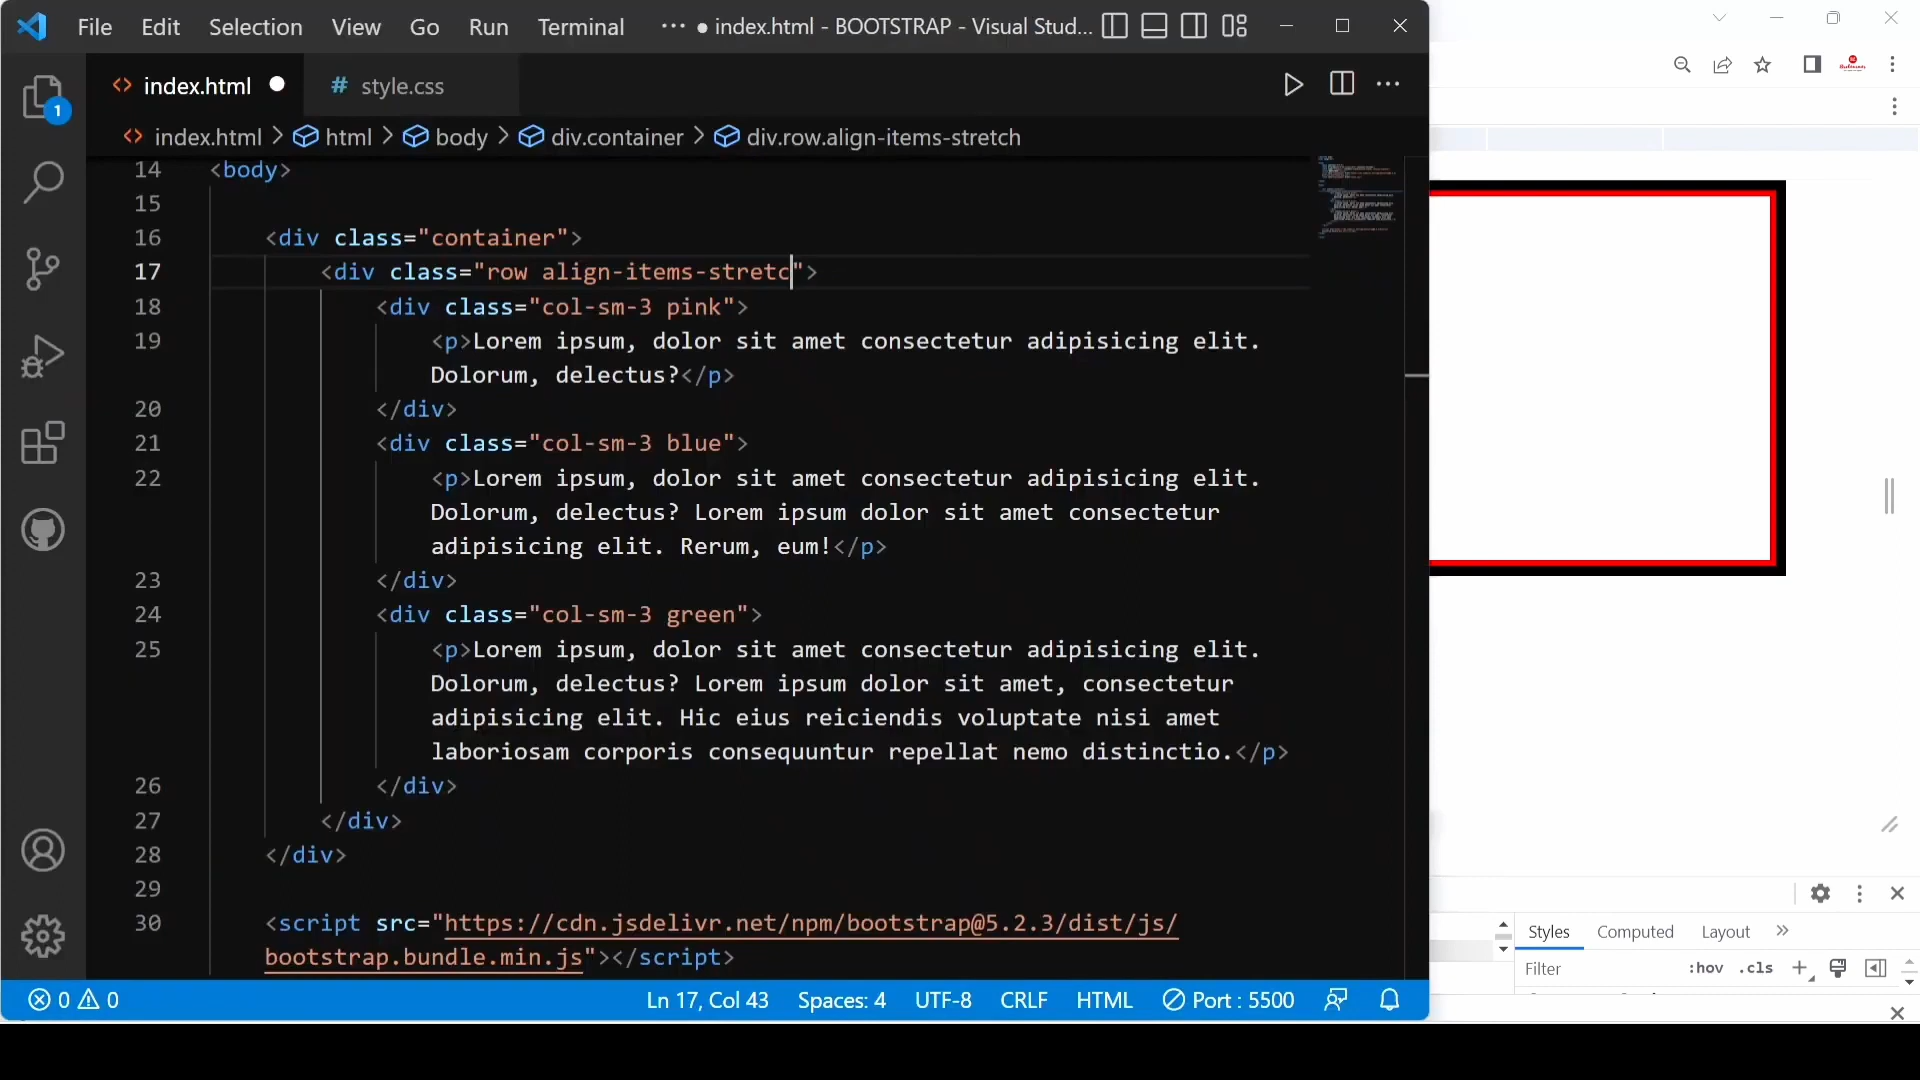 File Edit Selection View Go Run Terminal ··· ● index.html - BOOTSTRAP - Visual Stud...
index.html # style.css
1
index.html > html > body > div.container > div.row.align-items-stretch
14 <body>
15
16 <div class="container">
17 <div class="row align-items-stretc">
18 <div class="col-sm-3 pink">
19 <p>Lorem ipsum, dolor sit amet consectetur adipisicing elit.
Dolorum, delectus?</p>
20 </div>
21 <div class="col-sm-3 blue">
22 <p>Lorem ipsum, dolor sit amet consectetur adipisicing elit.
Dolorum, delectus? Lorem ipsum dolor sit amet consectetur
adipisicing elit. Rerum, eum!</p>
23 </div>
24 <div class="col-sm-3 green">
25 <p>Lorem ipsum, dolor sit amet consectetur adipisicing elit.
Dolorum, delectus? Lorem ipsum dolor sit amet, consectetur
adipisicing elit. Hic eius reiciendis voluptate nisi amet
laboriosam corporis consequuntur repellat nemo distinctio.</p>
26 </div>
27 </div>
28 </div>
29
30 <script src="https://cdn.jsdelivr.net/npm/bootstrap@5.2.3/dist/js/
bootstrap.bundle.min.js"></script>
0 0 Ln 17, Col 43 Spaces: 4 UTF-8 CRLF HTML Port : 5500
Styles Computed Layout »
Filter :hov .cls +